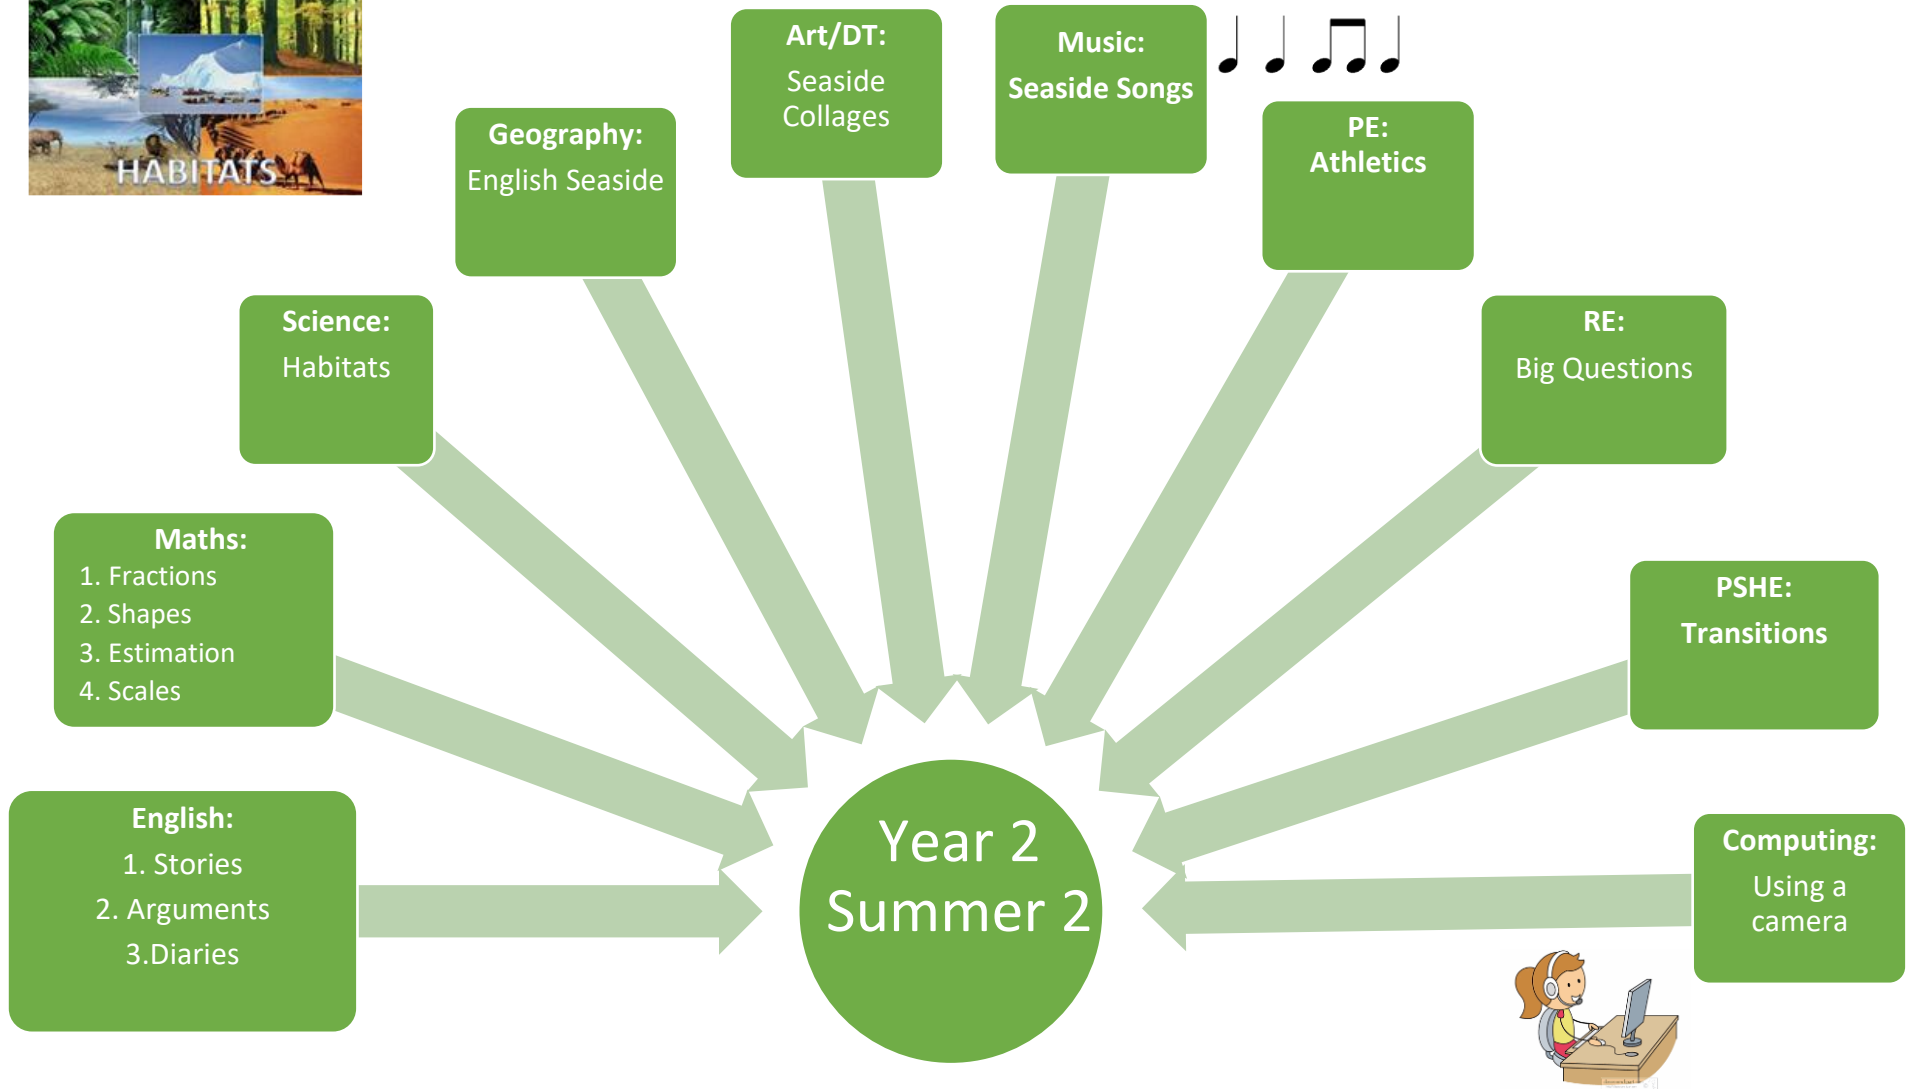 HABITATS
Art/DT:
Seaside
Collages
Music:
Seaside Songs
Geography:
English Seaside
PE:
Athletics
Science:
Habitats
RE:
Big Questions
Maths:
1. Fractions
2. Shapes
3. Estimation
4. Scales
PSHE:
Transitions
English:
1. Stories
2. Arguments
3.Diaries
Year 2
Summer 2
Computing:
Using a
camera